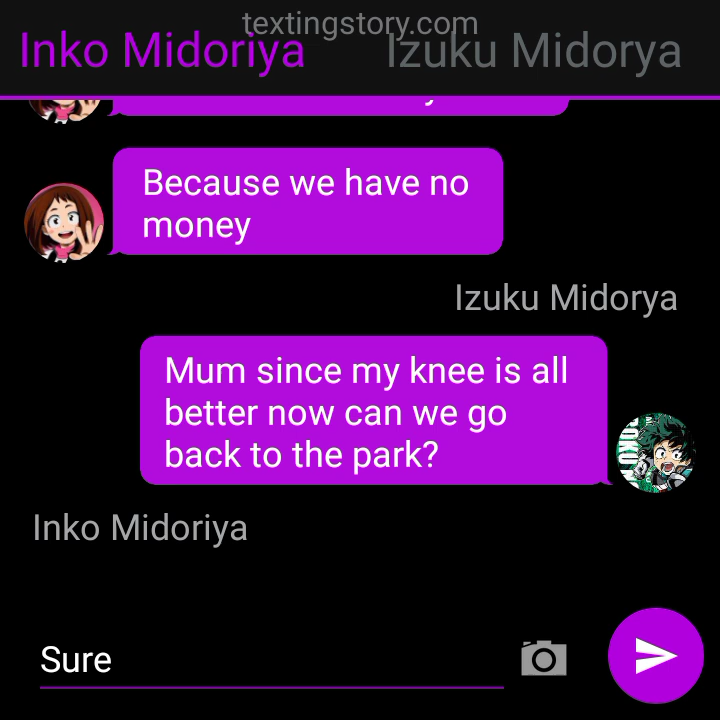 textingstory.com
Inko Midoriya
Izuku Midorya
Because we have no
money
Izuku Midorya
Mum since my knee is all
better now can we go
back to the park?
Inko Midoriya
Sure